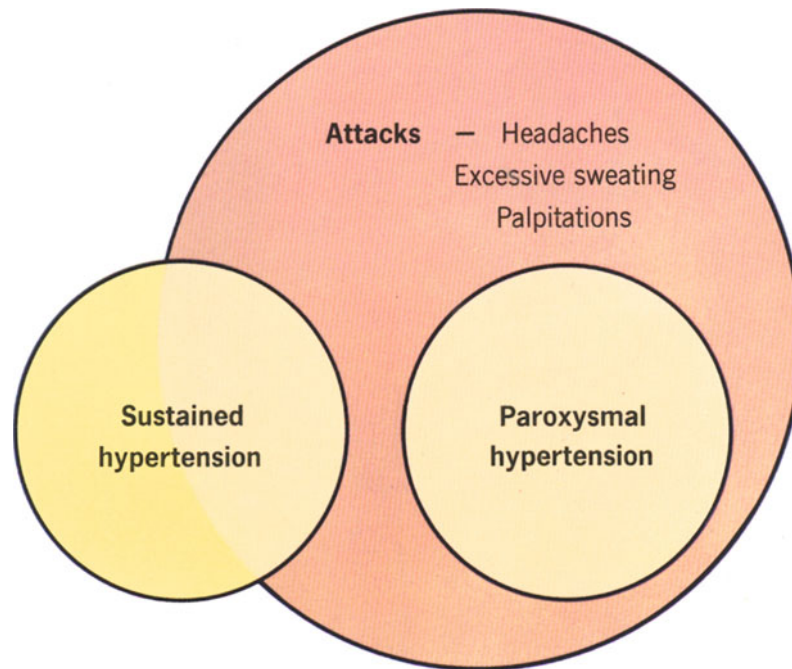 Attacks – Headaches
Excessive sweating
Palpitations
Sustained
hypertension
Paroxysmal
hypertension